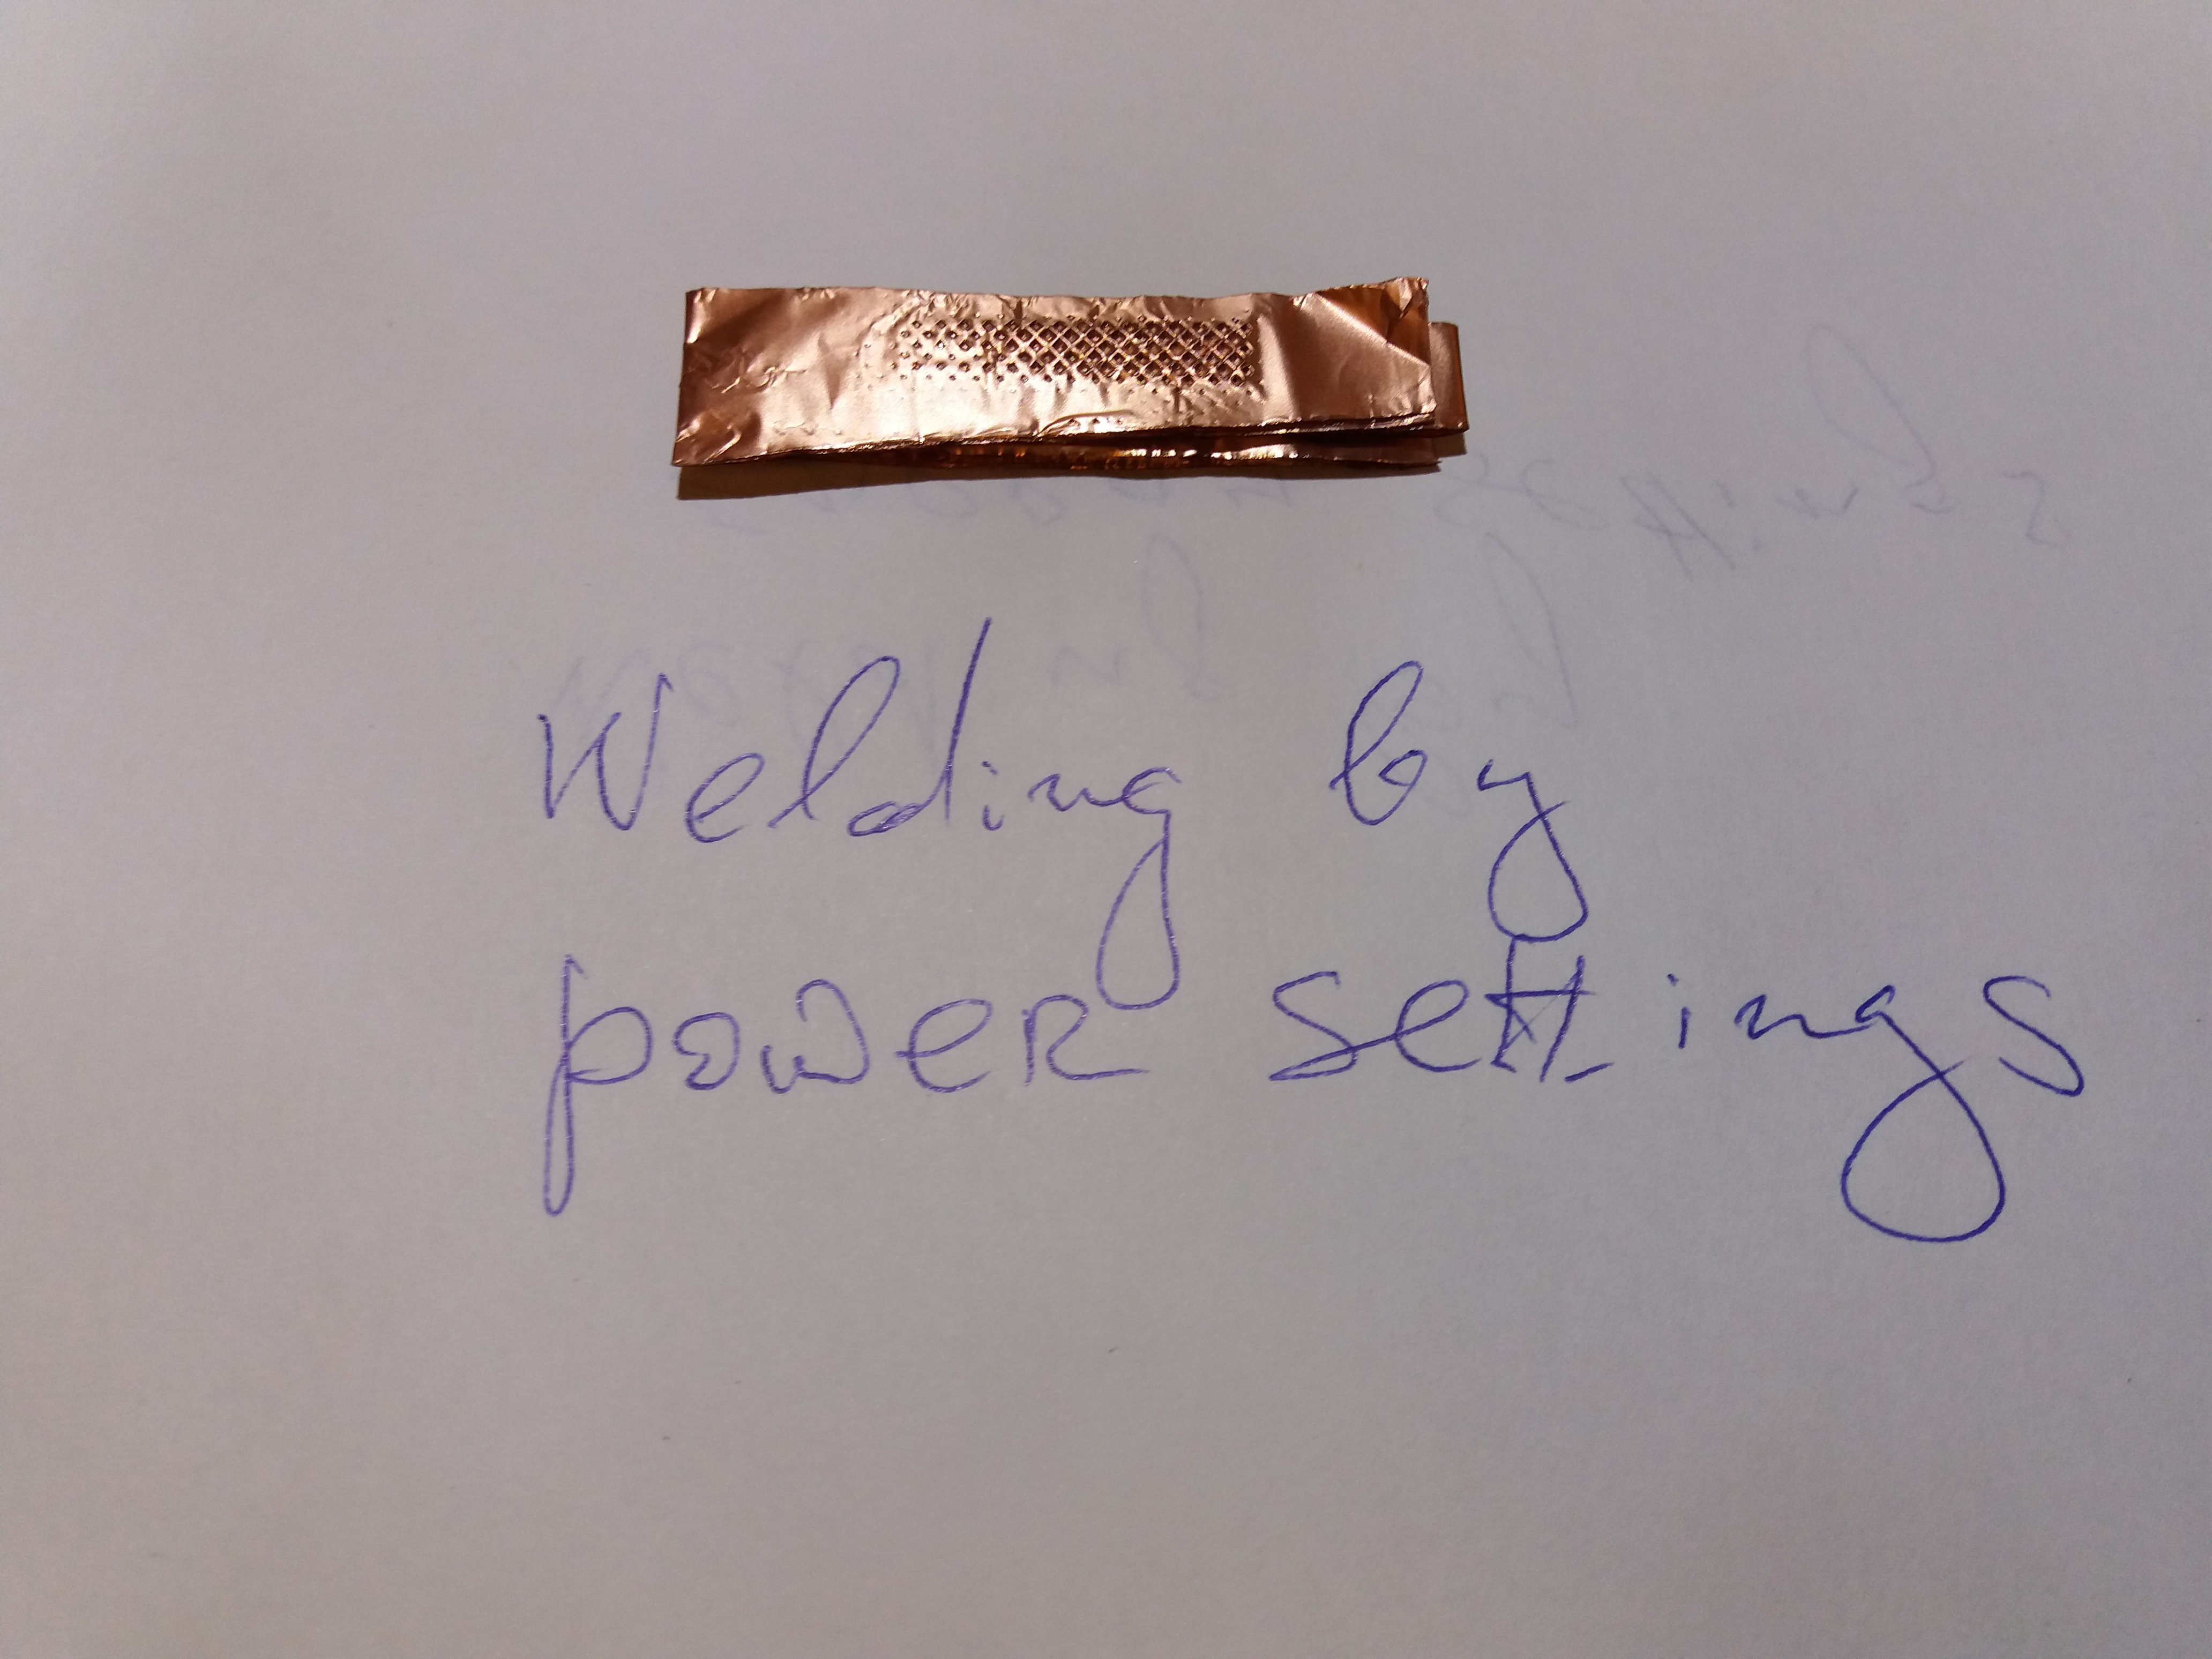 Welding by
power settings